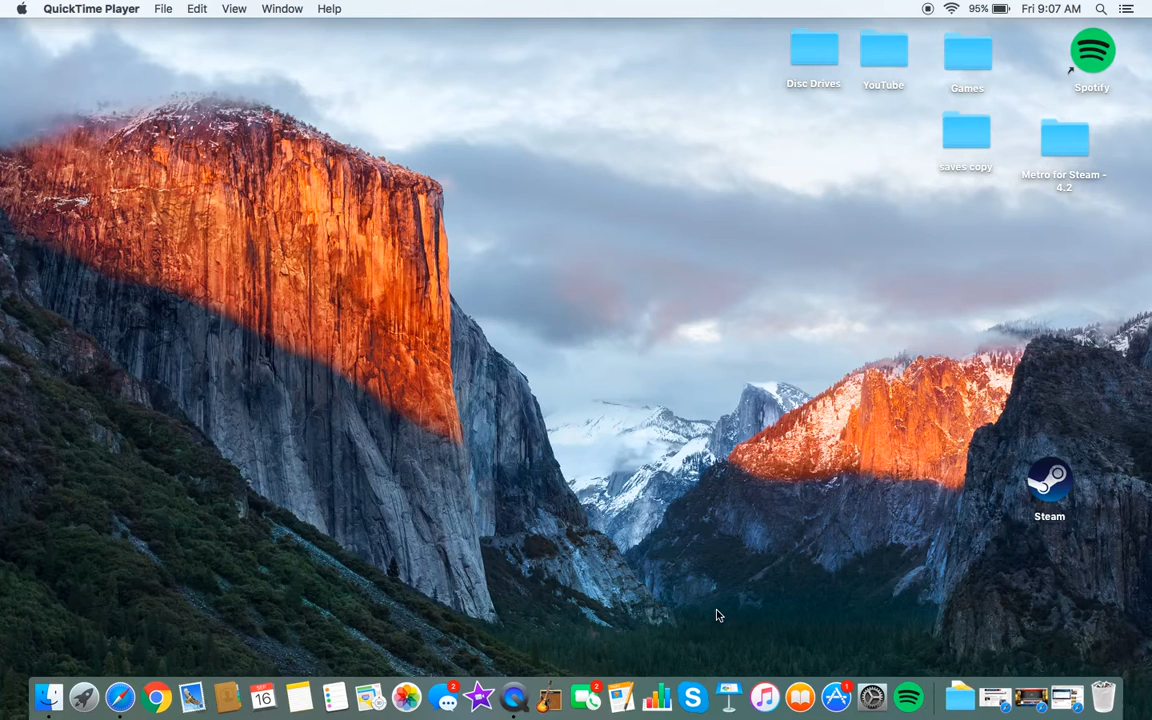 QuickTime Player File Edit View Window Help 95% Fri 9:07 AM
Disc Drives
YouTube
Games
Spotify
saves copy
Metro for Steam -
4.2
Steam
2
SEP
16
2
1